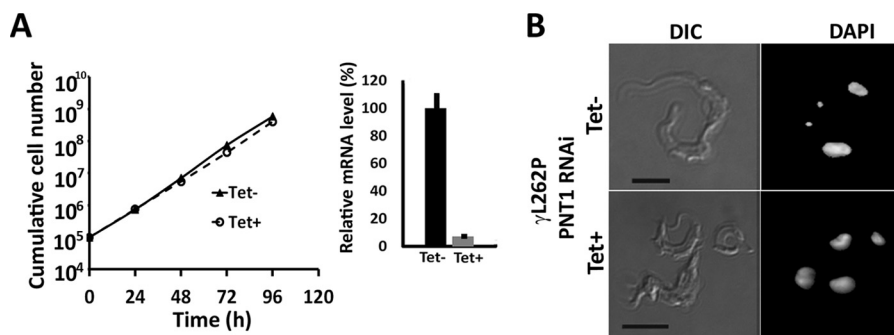 A
Cumulative cell number
10^10
10^9
10^8
10^7
10^6
10^5
10^4
0 24 48 72 96 120
Time (h)
Tet-
Tet+
Relative mRNA level (%)
120
100
80
60
40
20
0
Tet- Tet+
B
DIC DAPI
γL262P
PNT1 RNAi
Tet-
Tet+